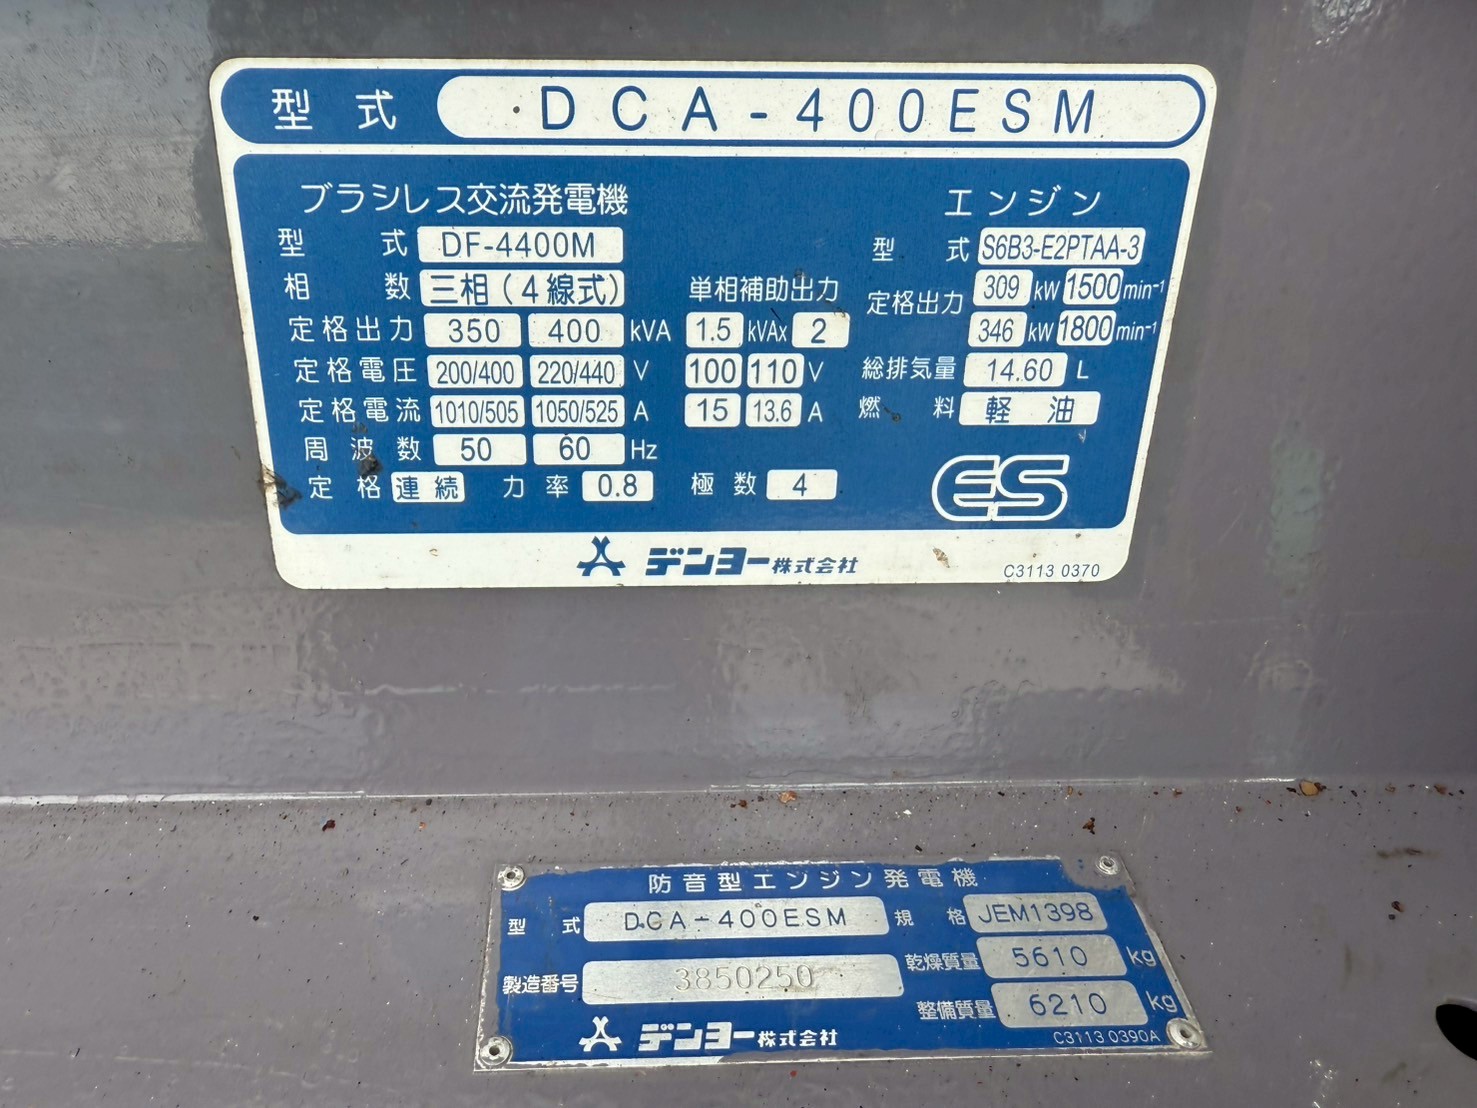 型式 DCA-400ESM
ブラシレス交流発電機
型式 DF-4400M
相数 三相(4線式)
定格出力 350 400 kVA
定格電圧 200/400 220/440 V
定格電流 1010/505 1050/525 A
周波数 50 60 Hz
定格 連続 力率 0.8
単相補助出力
1.5 kVAx 2
100 110 V
15 13.6 A
極数 4
エンジン
型式 S6B3-E2PTAA-3
定格出力 309 kW 1500 min⁻¹
346 kW 1800 min⁻¹
総排気量 14.60 L
燃料 軽油
ES
デンヨー株式会社
C3113 0370
防音型エンジン発電機
型式 DCA-400ESM 規格 JEM1398
製造番号 3850250 乾燥質量 5610 kg
整備質量 6210 kg
デンヨー株式会社
C3113 0390A